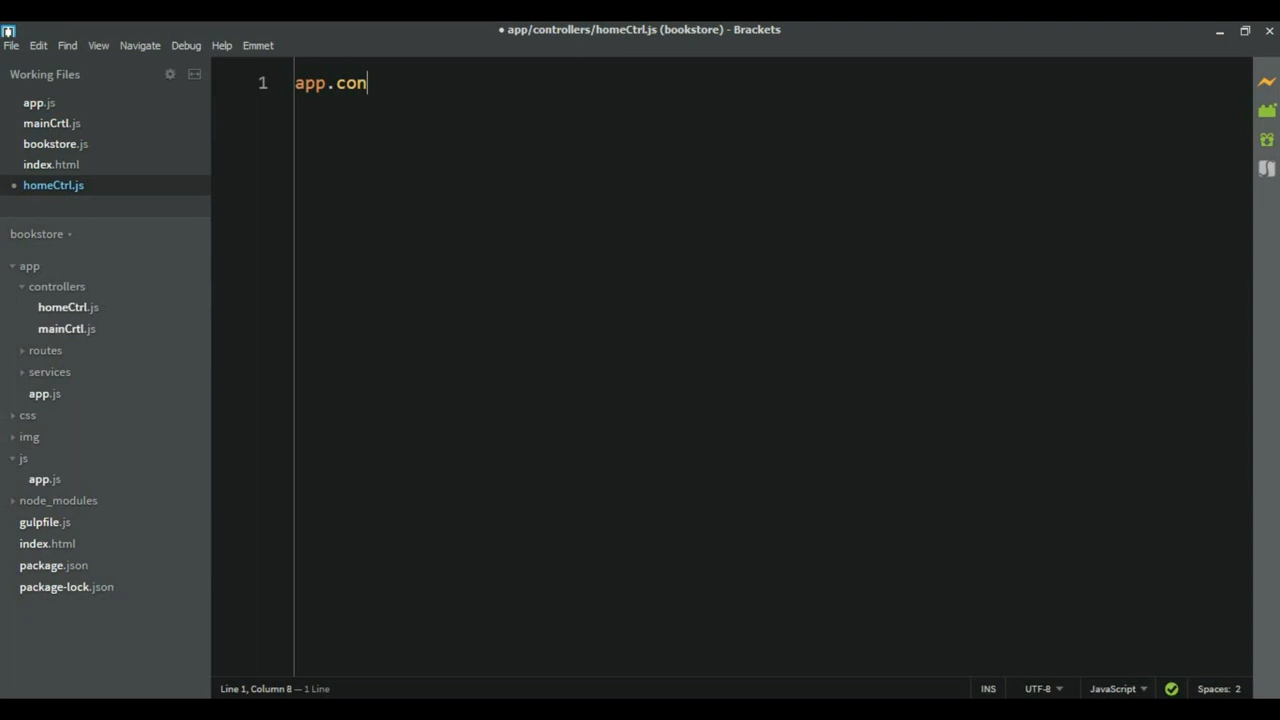 • app/controllers/homeCtrl.js (bookstore) - Brackets
File Edit Find View Navigate Debug Help Emmet
Working Files
app.js
mainCrtl.js
bookstore.js
index.html
• homeCtrl.js
bookstore
app
controllers
homeCtrl.js
mainCrtl.js
routes
services
app.js
css
img
js
app.js
node_modules
gulpfile.js
index.html
package.json
package-lock.json
1 app.con
Line 1, Column 8 — 1 Line
INS UTF-8 JavaScript Spaces: 2